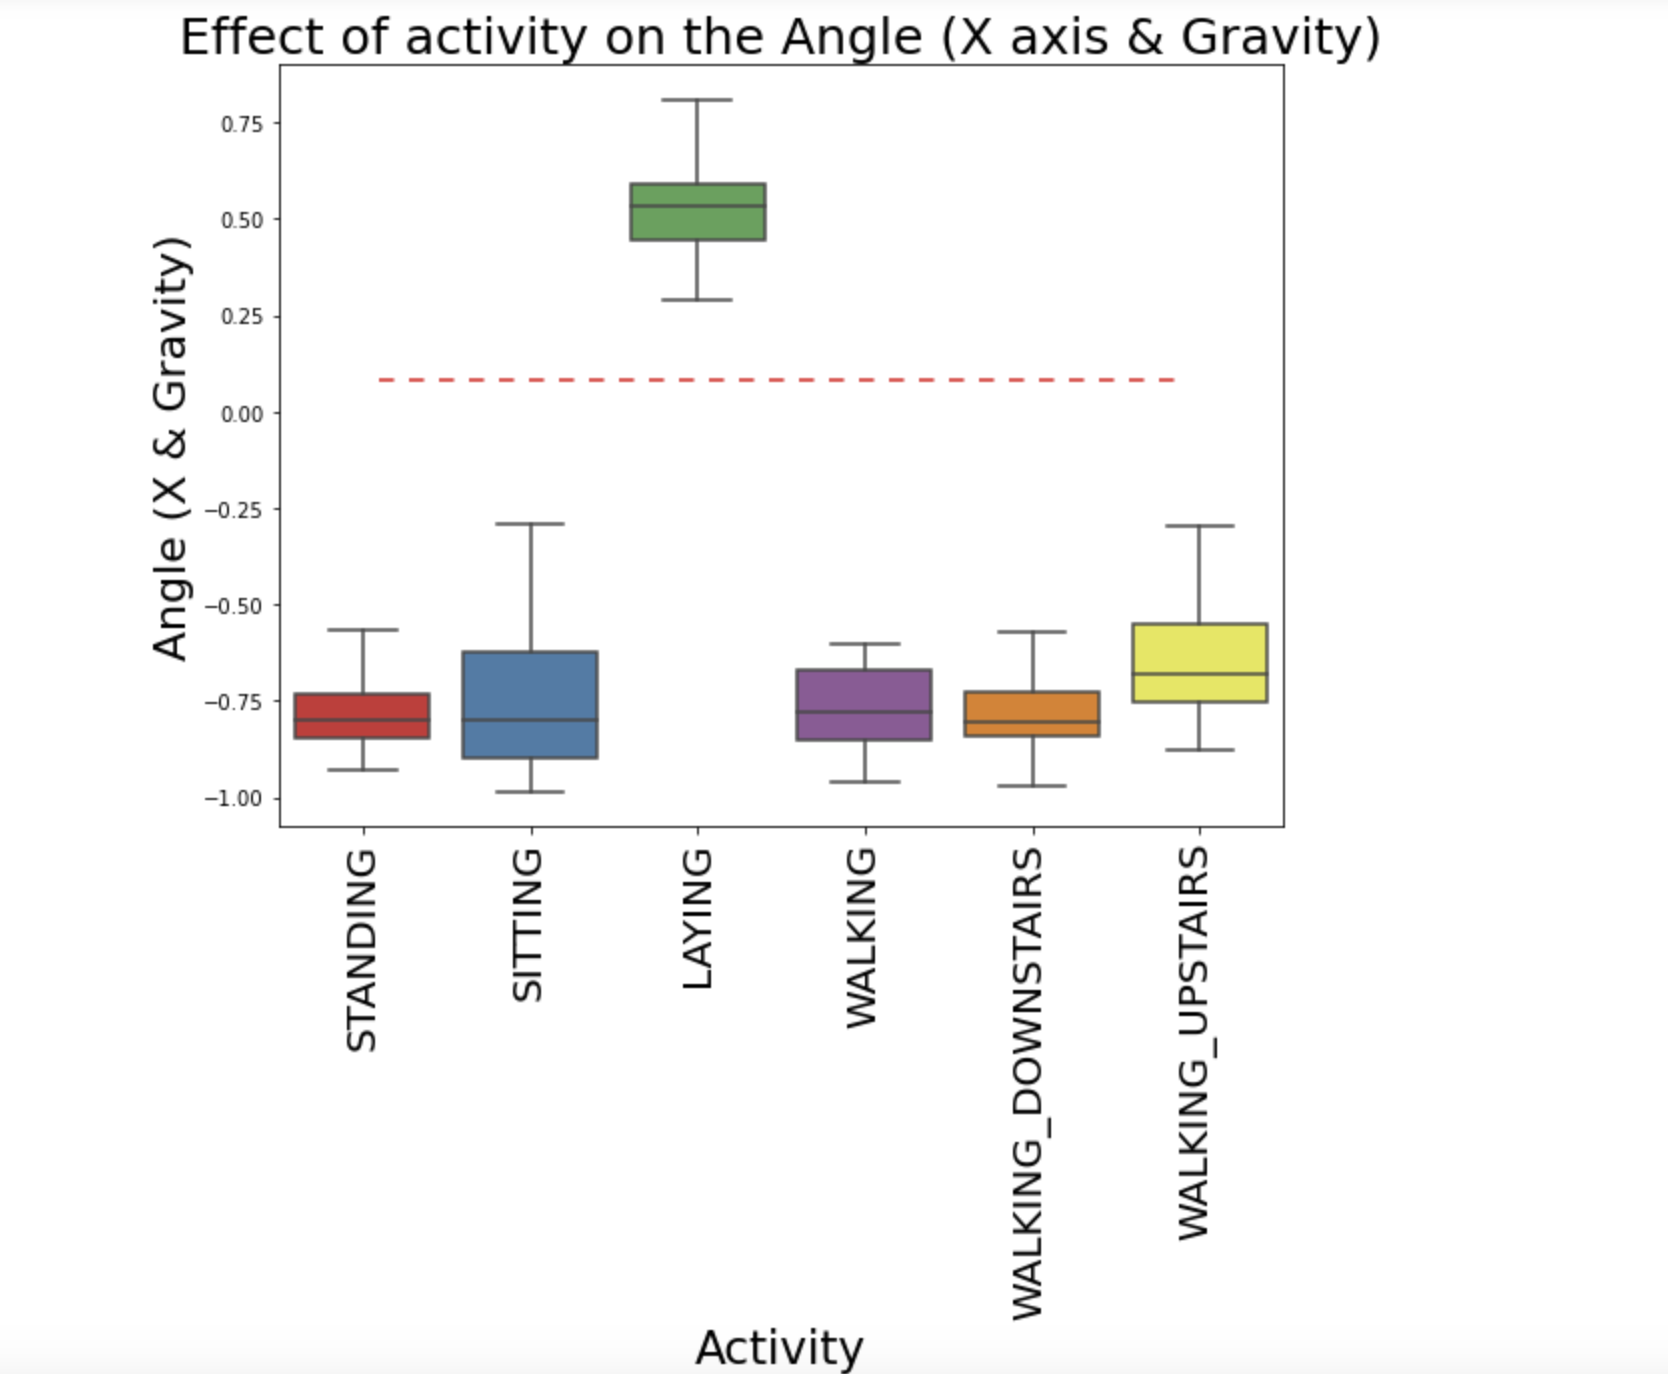 Effect of activity on the Angle (X axis & Gravity)
Angle (X & Gravity)
0.75
0.50
0.25
0.00
−0.25
−0.50
−0.75
−1.00
STANDING
SITTING
LAYING
WALKING
WALKING_DOWNSTAIRS
WALKING_UPSTAIRS
Activity